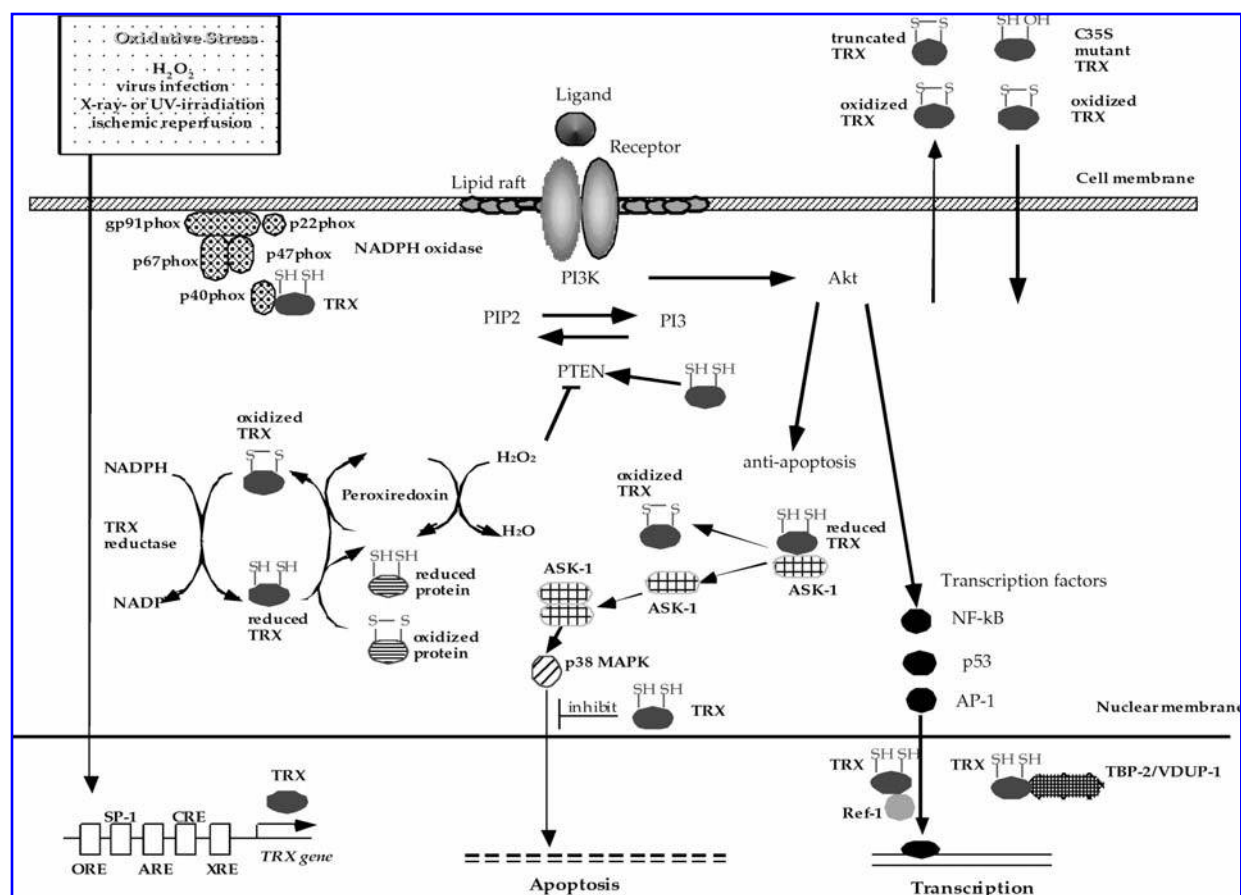 Oxidative Stress
H2O2
virus infection
X-ray- or UV-irradiation
ischemic reperfusion
Ligand
Receptor
Lipid raft
truncated
TRX
S S
SH OH
C35S
mutant
TRX
oxidized
TRX
S S
S S
oxidized
TRX
Cell membrane
gp91phox
p22phox
p67phox
p47phox
NADPH oxidase
p40phox
SH SH
TRX
PI3K
Akt
PIP2
PI3
PTEN
SH SH
anti-apoptosis
oxidized
TRX
S S
NADPH
TRX
reductase
NADP
SH SH
reduced
TRX
Peroxiredoxin
H2O2
H2O
SH SH
reduced
protein
S S
oxidized
protein
oxidized
TRX
S S
SH SH
reduced
TRX
ASK-1
ASK-1
ASK-1
p38 MAPK
inhibit
SH SH
TRX
Transcription factors
NF-kB
p53
AP-1
Nuclear membrane
TRX
SP-1
CRE
ORE
ARE
XRE
TRX gene
Apoptosis
TRX
SH SH
Ref-1
TRX
SH SH
TBP-2/VDUP-1
Transcription